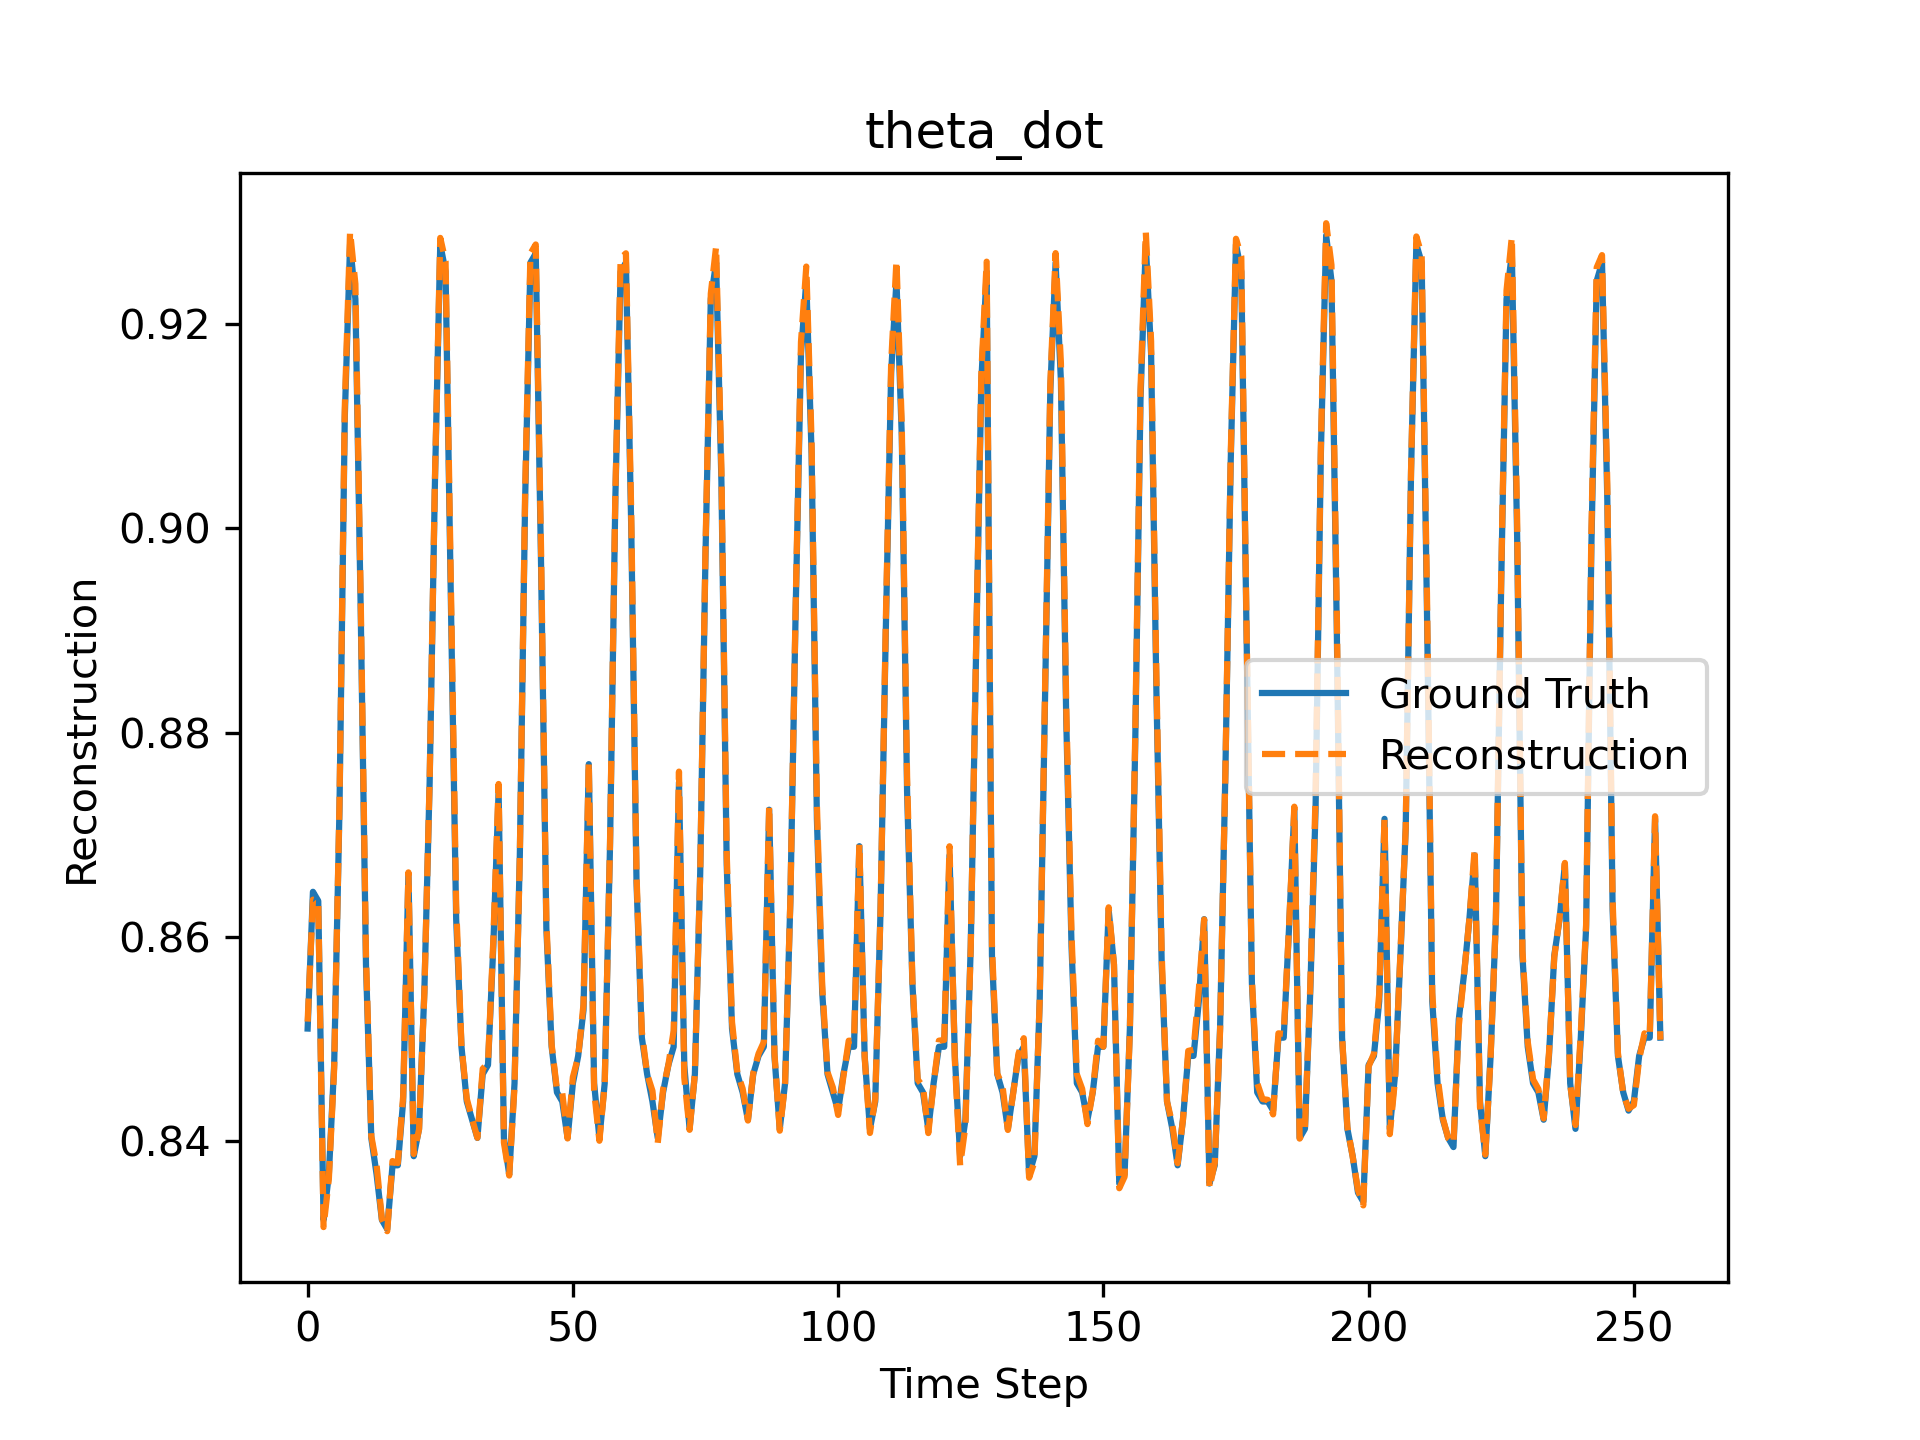 theta_dot
Reconstruction
0.92
0.90
0.88
0.86
0.84
Ground Truth
Reconstruction
0 50 100 150 200 250
Time Step